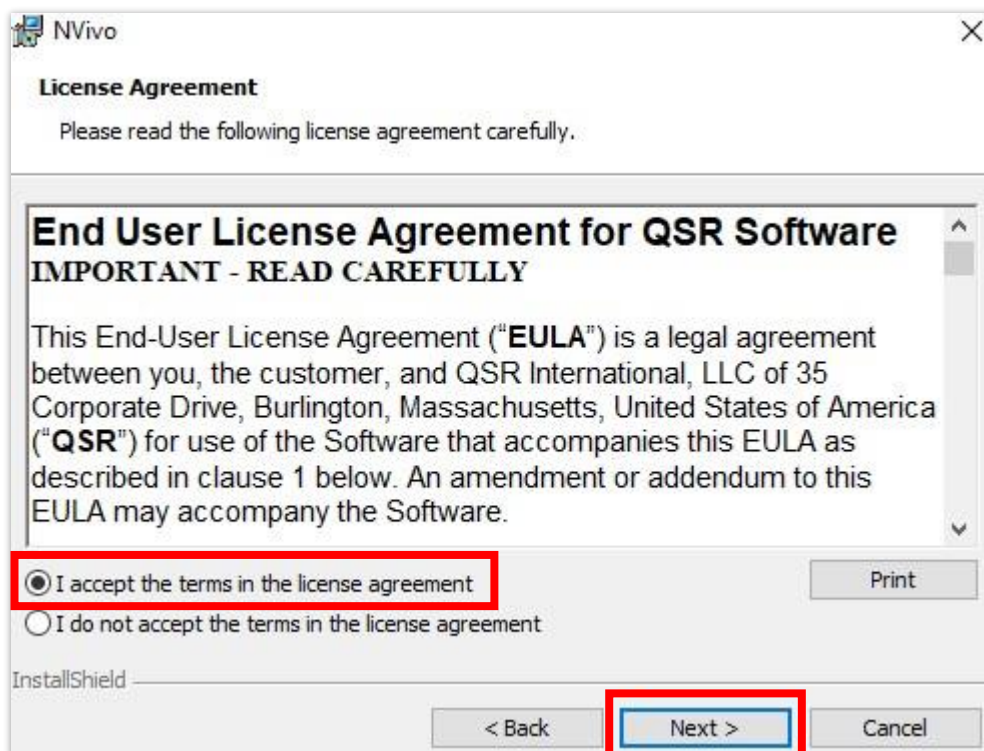 NVivo
License Agreement
Please read the following license agreement carefully.
End User License Agreement for QSR Software
IMPORTANT - READ CAREFULLY
This End-User License Agreement (“EULA”) is a legal agreement
between you, the customer, and QSR International, LLC of 35
Corporate Drive, Burlington, Massachusetts, United States of America
(“QSR”) for use of the Software that accompanies this EULA as
described in clause 1 below. An amendment or addendum to this
EULA may accompany the Software.
I accept the terms in the license agreement
Print
I do not accept the terms in the license agreement
InstallShield
< Back
Next >
Cancel